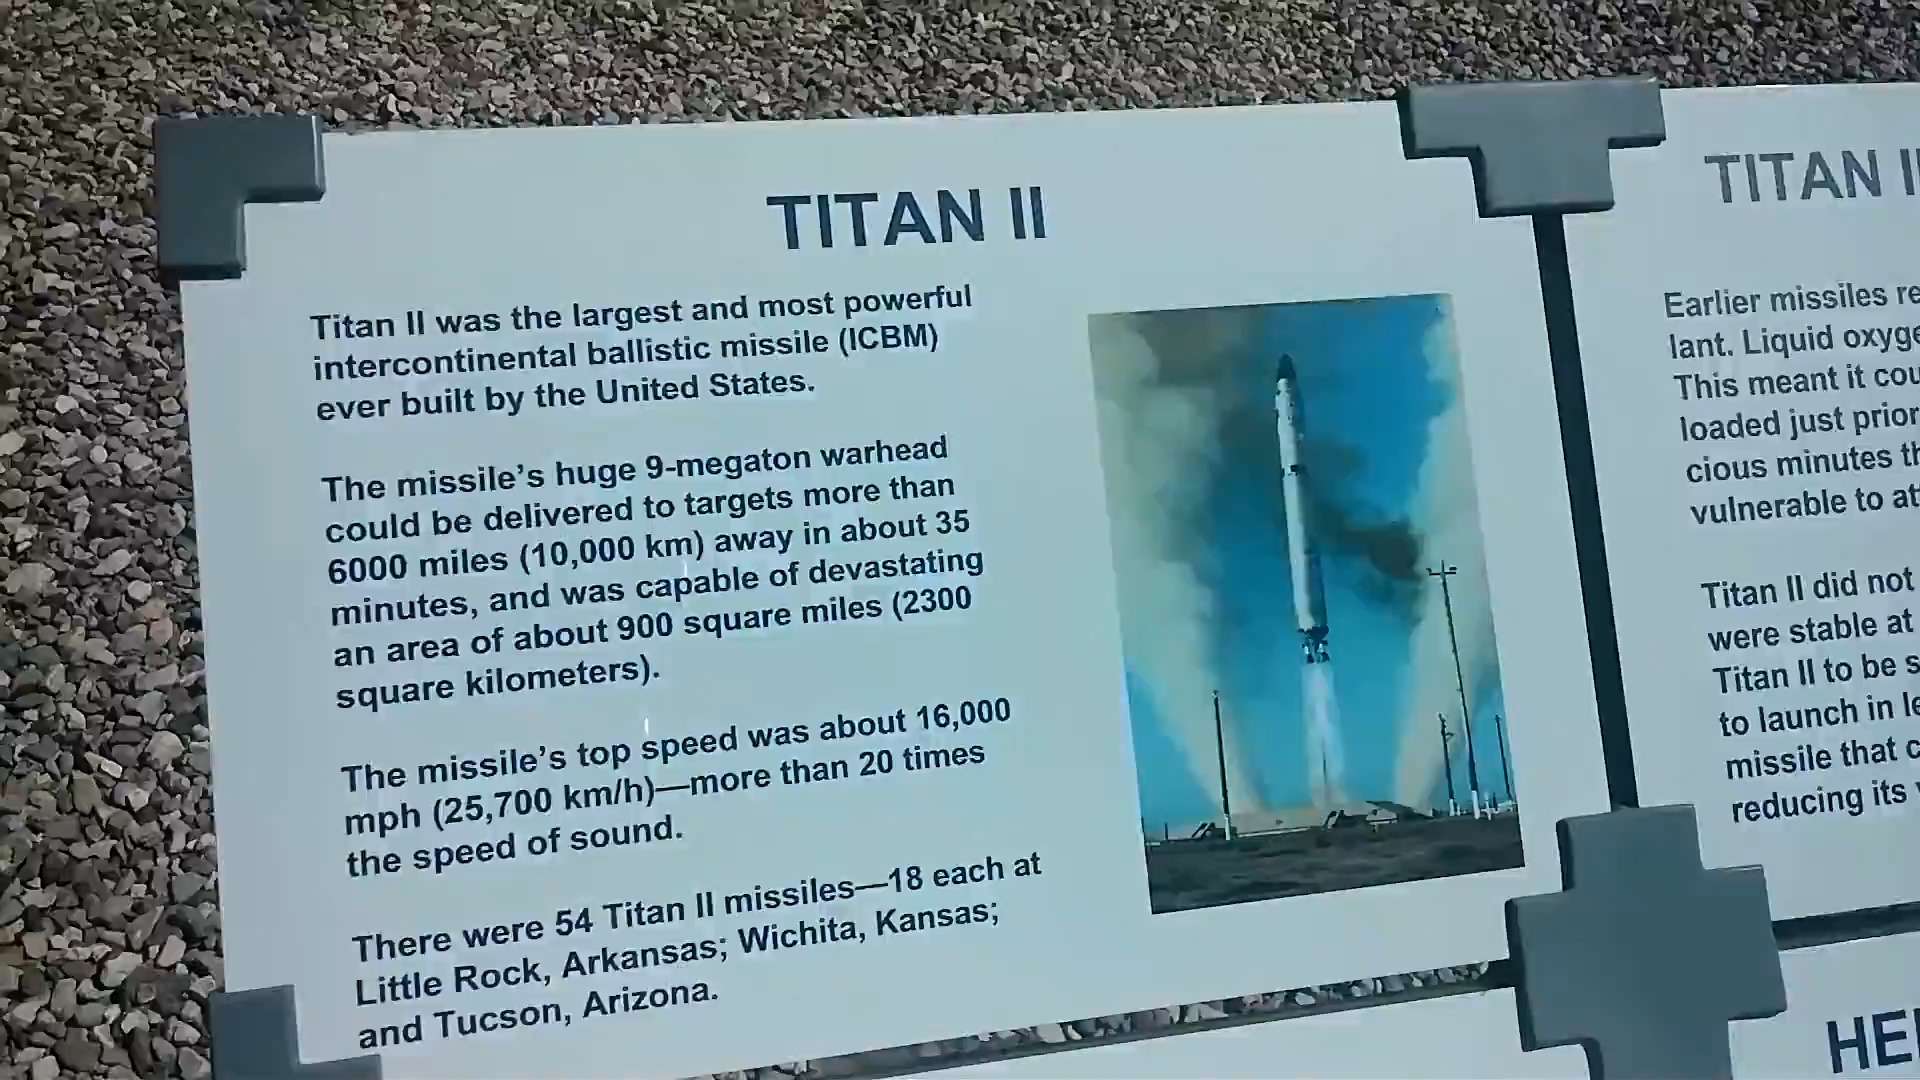 TITAN II
Titan II was the largest and most powerful
intercontinental ballistic missile (ICBM)
ever built by the United States.
The missile's huge 9-megaton warhead
could be delivered to targets more than
6000 miles (10,000 km) away in about 35
minutes, and was capable of devastating
an area of about 900 square miles (2300
square kilometers).
The missile's top speed was about 16,000
mph (25,700 km/h)—more than 20 times
the speed of sound.
There were 54 Titan II missiles—18 each at
Little Rock, Arkansas; Wichita, Kansas;
and Tucson, Arizona.
TITAN
Earlier missiles
lant. Liquid
This meant it
loaded just prior
cious minutes
vulnerable to
Titan II did not
were stable at
Titan II to be
to launch in
missile that
reducing its